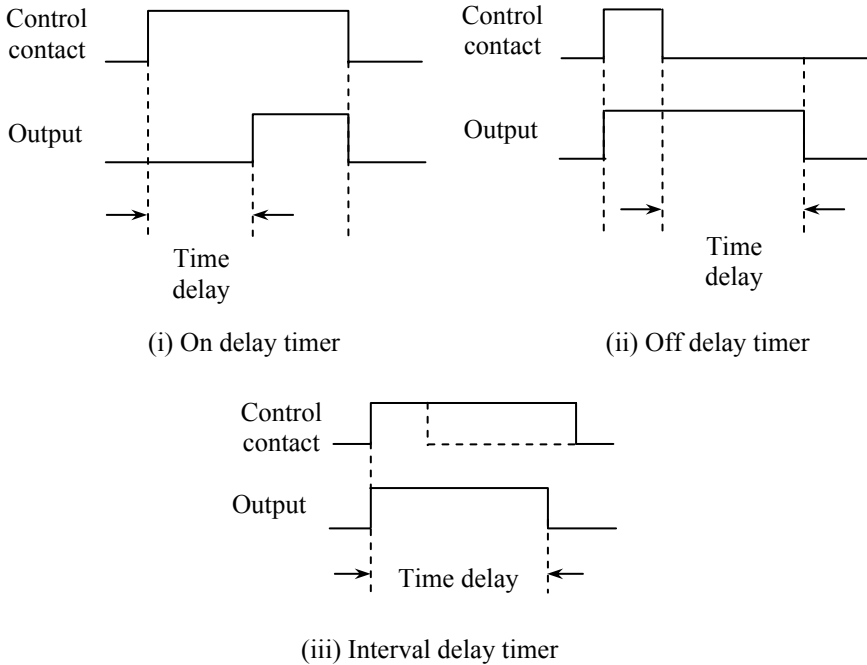 Control
contact
Output
Time
delay
(i) On delay timer
Control
contact
Output
Time
delay
(ii) Off delay timer
Control
contact
Output
Time delay
(iii) Interval delay timer